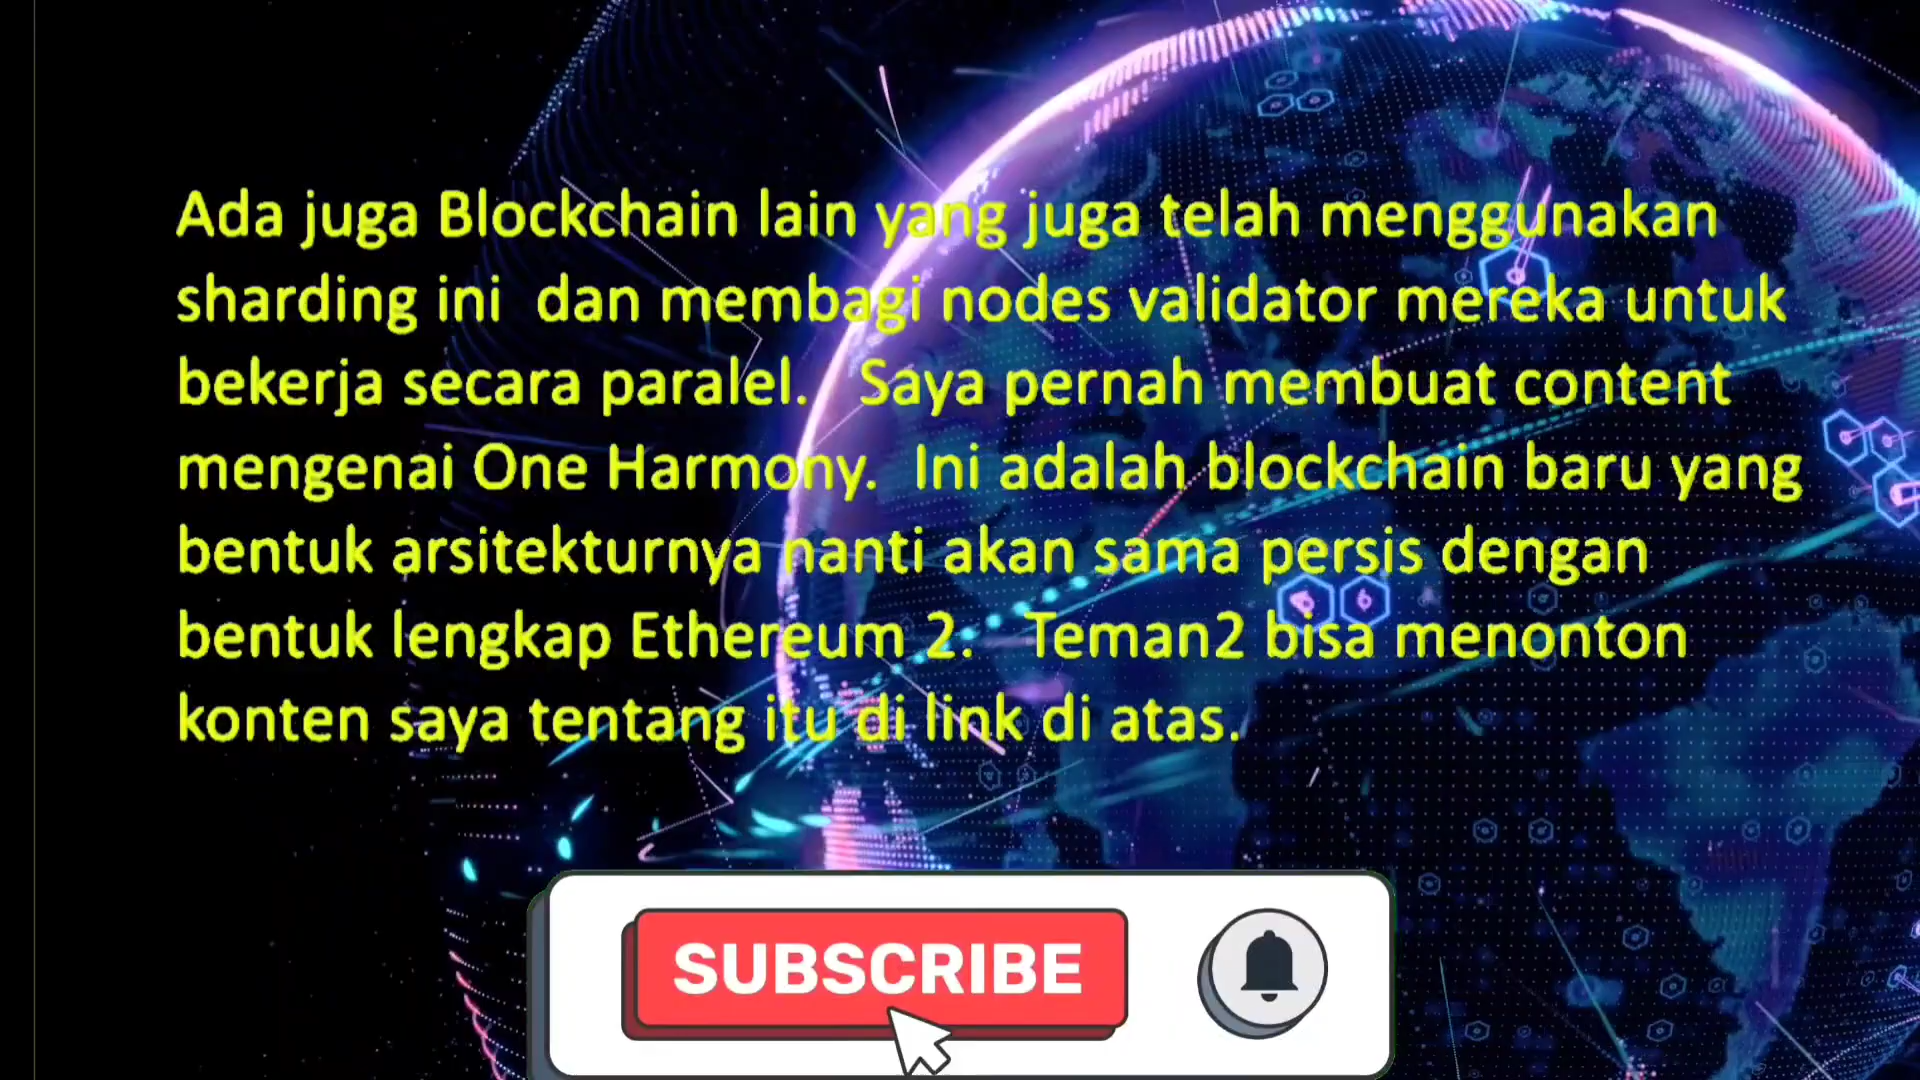 Ada juga Blockchain lain yang juga telah menggunakan
sharding ini dan membagi nodes validator mereka untuk
bekerja secara paralel. Saya pernah membuat content
mengenai One Harmony. Ini adalah blockchain baru yang
bentuk arsitekturnya nanti akan sama persis dengan
bentuk lengkap Ethereum 2. Teman2 bisa menonton
konten saya tentang itu di link di atas.
SUBSCRIBE